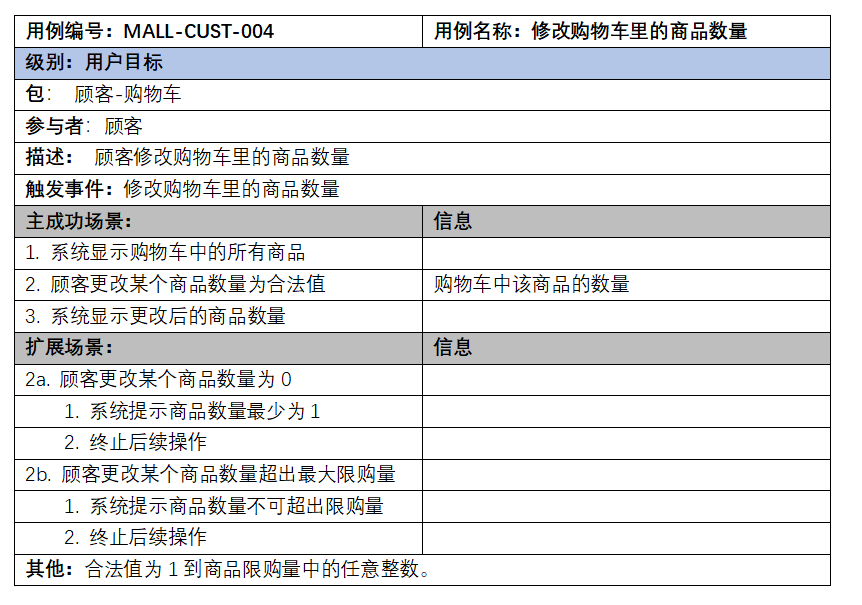 用例编号：MALL-CUST-004 用例名称：修改购物车里的商品数量
级别：用户目标
包： 顾客-购物车
参与者：顾客
描述： 顾客修改购物车里的商品数量
触发事件：修改购物车里的商品数量
主成功场景： 信息
1. 系统显示购物车中的所有商品
2. 顾客更改某个商品数量为合法值 购物车中该商品的数量
3. 系统显示更改后的商品数量
扩展场景： 信息
2a. 顾客更改某个商品数量为 0
1. 系统提示商品数量最少为 1
2. 终止后续操作
2b. 顾客更改某个商品数量超出最大限购量
1. 系统提示商品数量不可超出限购量
2. 终止后续操作
其他：合法值为 1 到商品限购量中的任意整数。